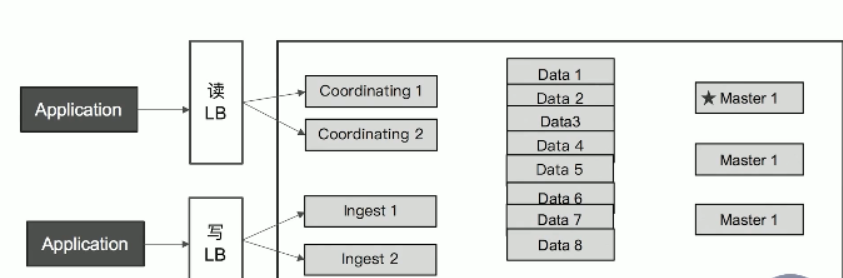 Application
读
LB
Coordinating 1
Coordinating 2
Data 1
Data 2
Data3
Data 4
Data 5
Data 6
Data 7
Data 8
★ Master 1
Master 1
Master 1
Application
写
LB
Ingest 1
Ingest 2